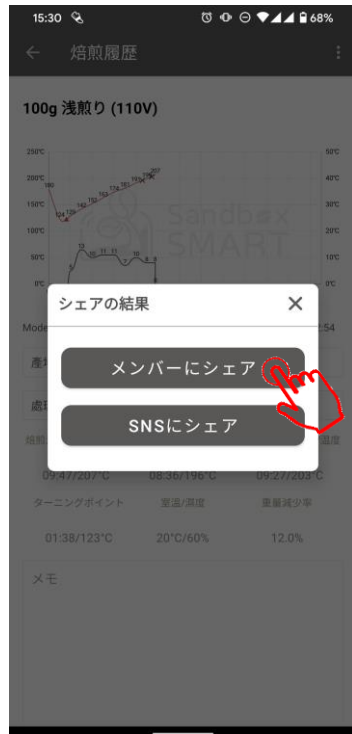 15:30 68%
焙煎履歴
100g 浅煎り (110V)
250℃ 50℃
200℃ 40℃
150℃ 30℃
100℃ 20℃
50℃ 10℃
0℃ 0℃
Sandbox
SMART
シェアの結果
Mode :54
メンバーにシェア
SNSにシェア
09:47/207°C 08:36/196°C 09:27/203°C
ターニングポイント 室温/濕度 重量減少率
01:38/123°C 20°C/60% 12.0%
メモ